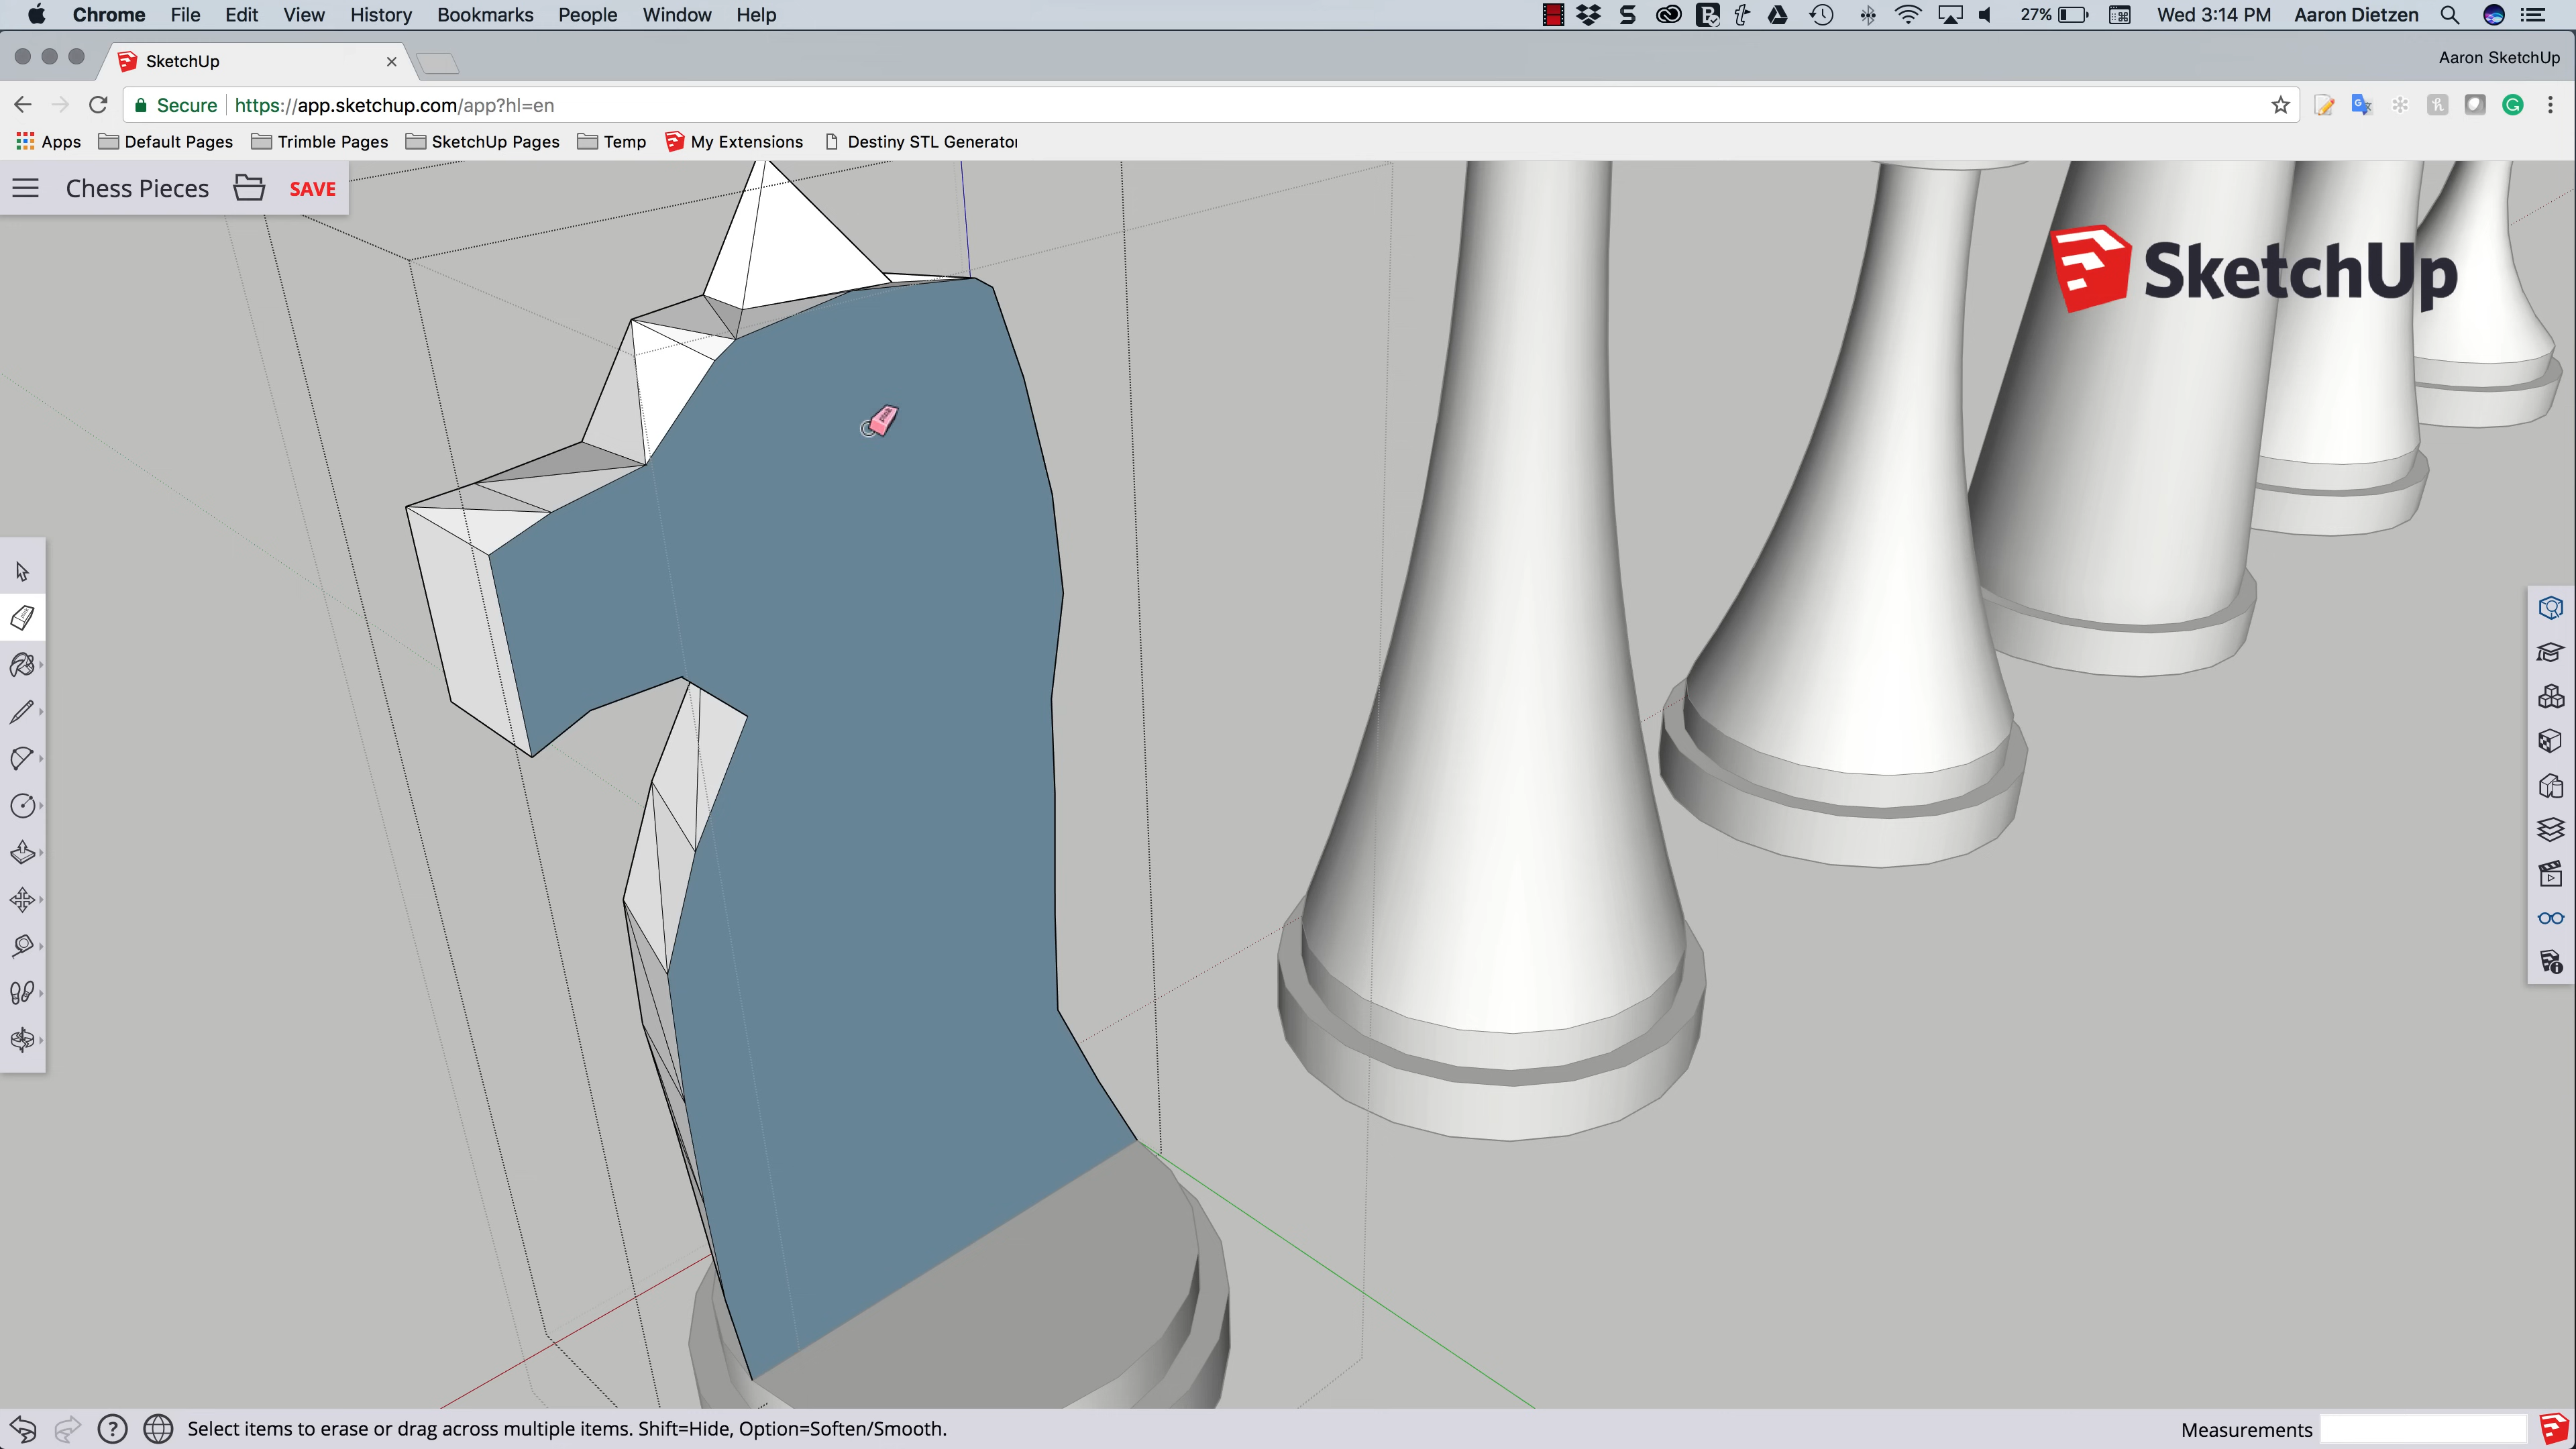 Chrome File Edit View History Bookmarks People Window Help 27% Wed 3:14 PM Aaron Dietzen
SketchUp Aaron SketchUp
Secure https://app.sketchup.com/app?hl=en
Apps Default Pages Trimble Pages SketchUp Pages Temp My Extensions Destiny STL Generator
Chess Pieces SAVE
SketchUp
Select items to erase or drag across multiple items. Shift=Hide, Option=Soften/Smooth. Measurements